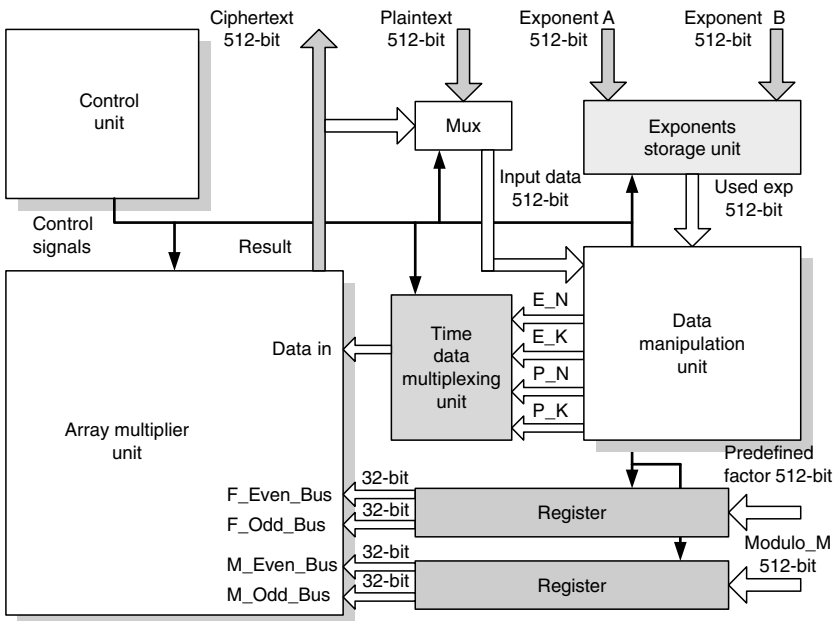 Ciphertext
512-bit
Plaintext
512-bit
Exponent A
512-bit
Exponent B
512-bit
Control
unit
Mux
Exponents
storage unit
Input data
512-bit
Used exp
512-bit
Control
signals
Result
E_N
E_K
P_N
P_K
Data in
Time
data
multiplexing
unit
Data
manipulation
unit
Array multiplier
unit
Predefined
factor 512-bit
32-bit
F_Even_Bus
32-bit
F_Odd_Bus
Register
Modulo_M
512-bit
32-bit
M_Even_Bus
32-bit
M_Odd_Bus
Register